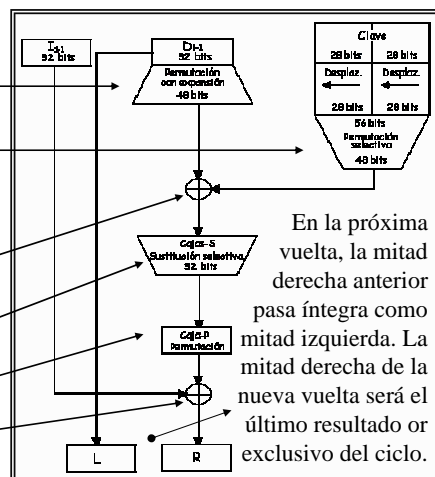 I i-1
32 bits
D i-1
32 bits
Permutación
con expansión
48 bits
Clave
28 bits 28 bits
Desplaz. Desplaz.
28 bits 28 bits
56 bits
Permutación
selectiva
48 bits
Cajas-S
Sustitución selectiva
32 bits
Caja-P
Permutación
L
R
En la próxima
vuelta, la mitad
derecha anterior
pasa íntegra como
mitad izquierda. La
mitad derecha de la
nueva vuelta será el
último resultado or
exclusivo del ciclo.